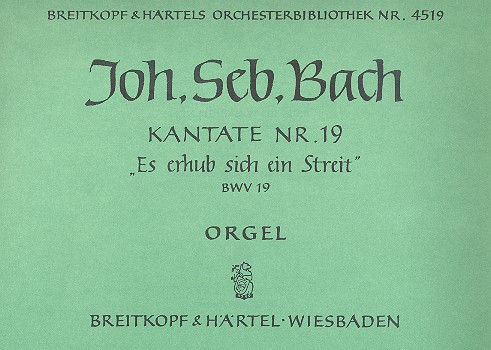 BREITKOPF & HÄRTELS ORCHESTERBIBLIOTHEK NR. 4519
Joh. Seb. Bach
KANTATE NR. 19
„Es erhub sich ein Streit”
BWV 19
ORGEL
BREITKOPF & HÄRTEL · WIESBADEN